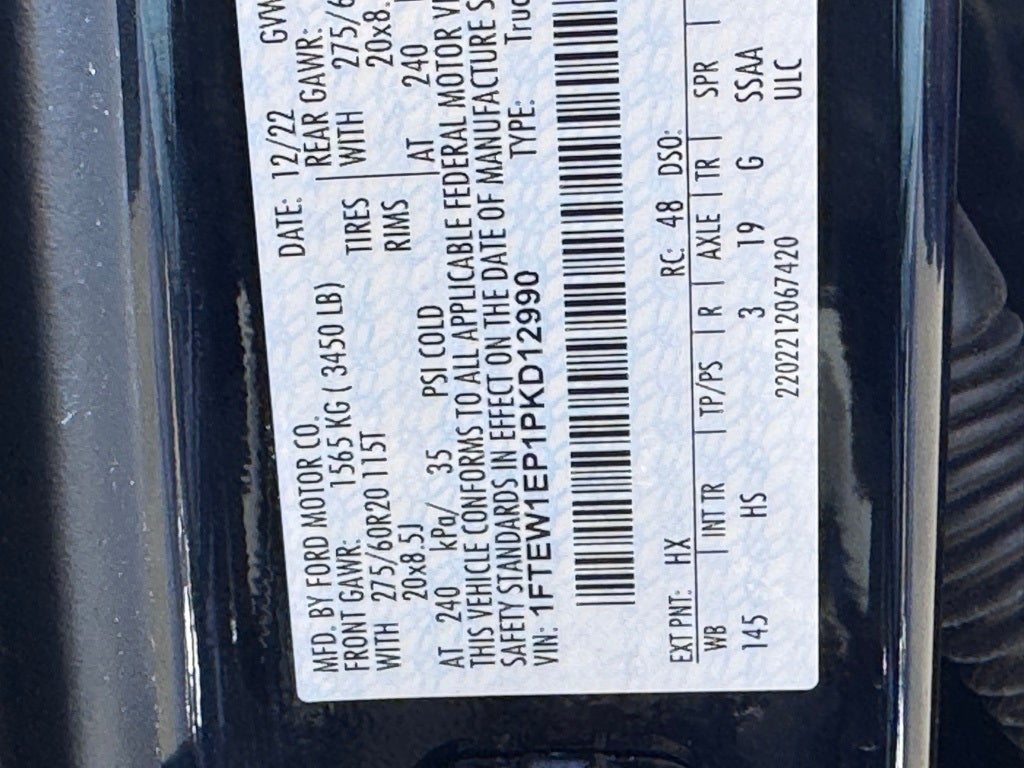 MFD. BY FORD MOTOR CO.
DATE: 12/22
FRONT GAWR: 1565 KG ( 3450 LB)
REAR GAWR:
WITH 275/60R20 115T TIRES
WITH
20x8.5J RIMS
AT 240 kPa/ 35 PSI COLD
AT 240
THIS VEHICLE CONFORMS TO ALL APPLICABLE FEDERAL MOTOR
SAFETY STANDARDS IN EFFECT ON THE DATE OF MANUFACTURE
VIN: 1FTEW1EP1PKD12990
TYPE:
EXT PNT: HX RC: 48 DSO:
WB | INT TR | TP/PS | R | AXLE | TR | SPR |
145 HS 3 19 G SSAA
2202212067420 ULC